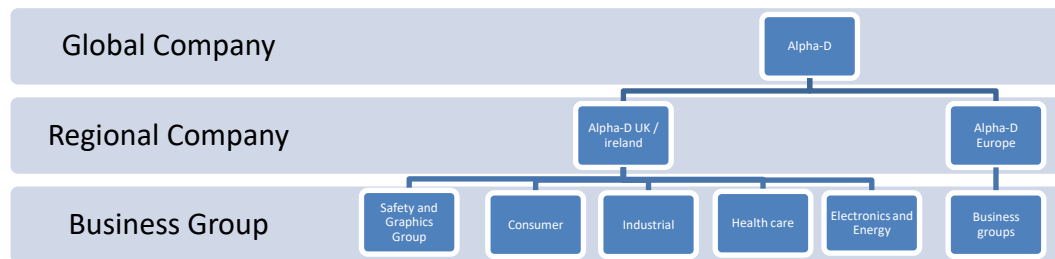 Global Company
Alpha-D
Regional Company
Alpha-D UK /
ireland
Alpha-D
Europe
Business Group
Safety and
Graphics
Group
Consumer
Industrial
Health care
Electronics and
Energy
Business
groups